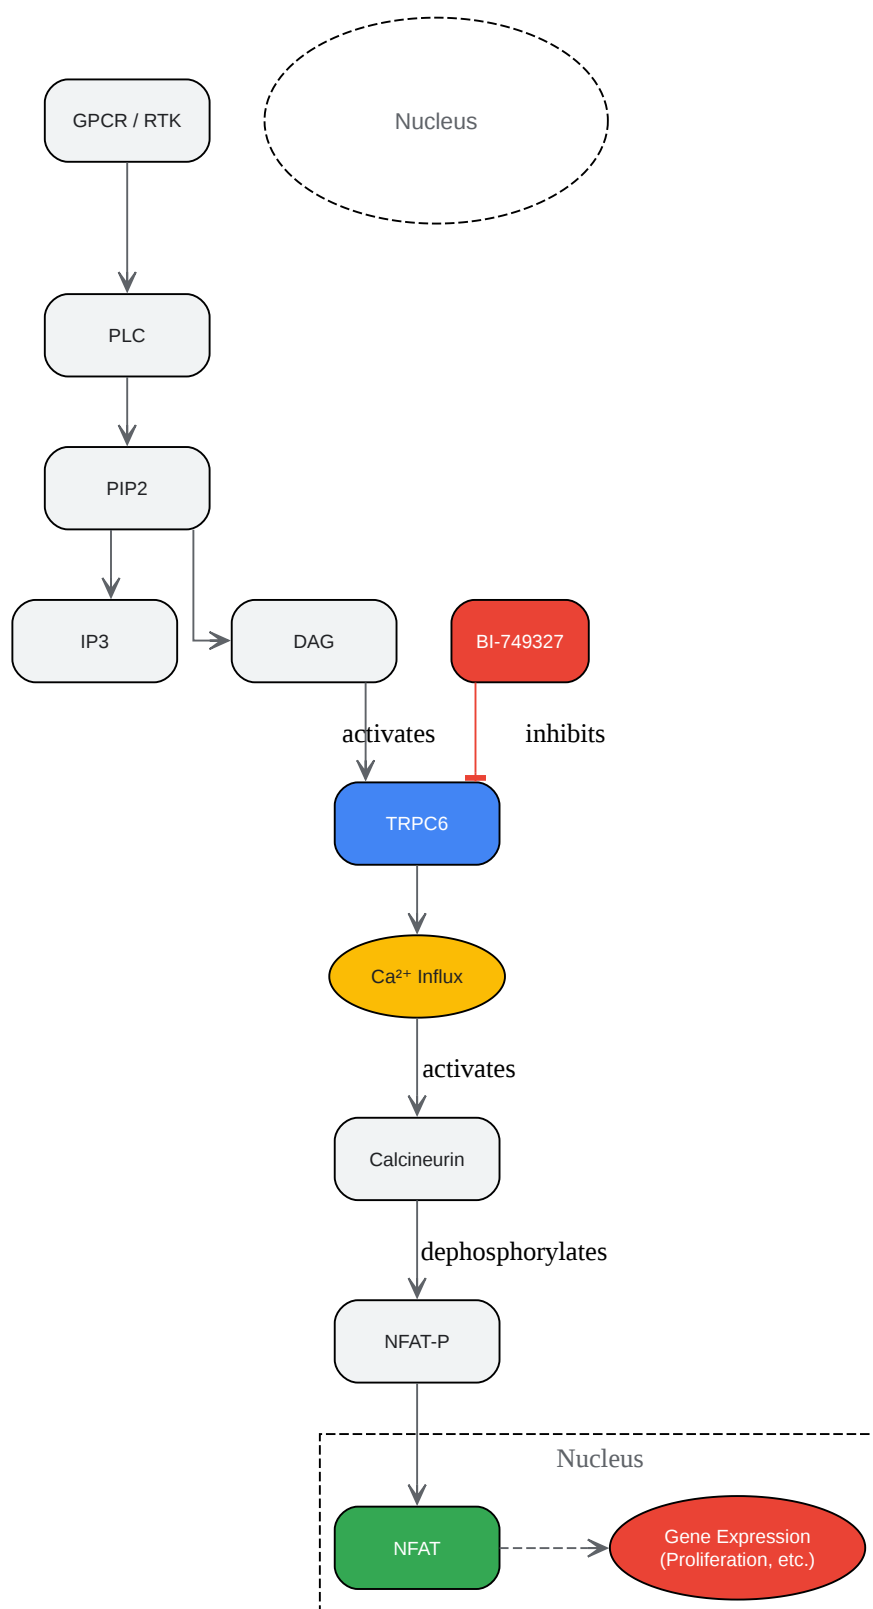 GPCR / RTK
Nucleus
PLC
PIP2
IP3
DAG
BI-749327
activates
inhibits
TRPC6
Ca²⁺ Influx
activates
Calcineurin
dephosphorylates
NFAT-P
Nucleus
NFAT
Gene Expression
(Proliferation, etc.)